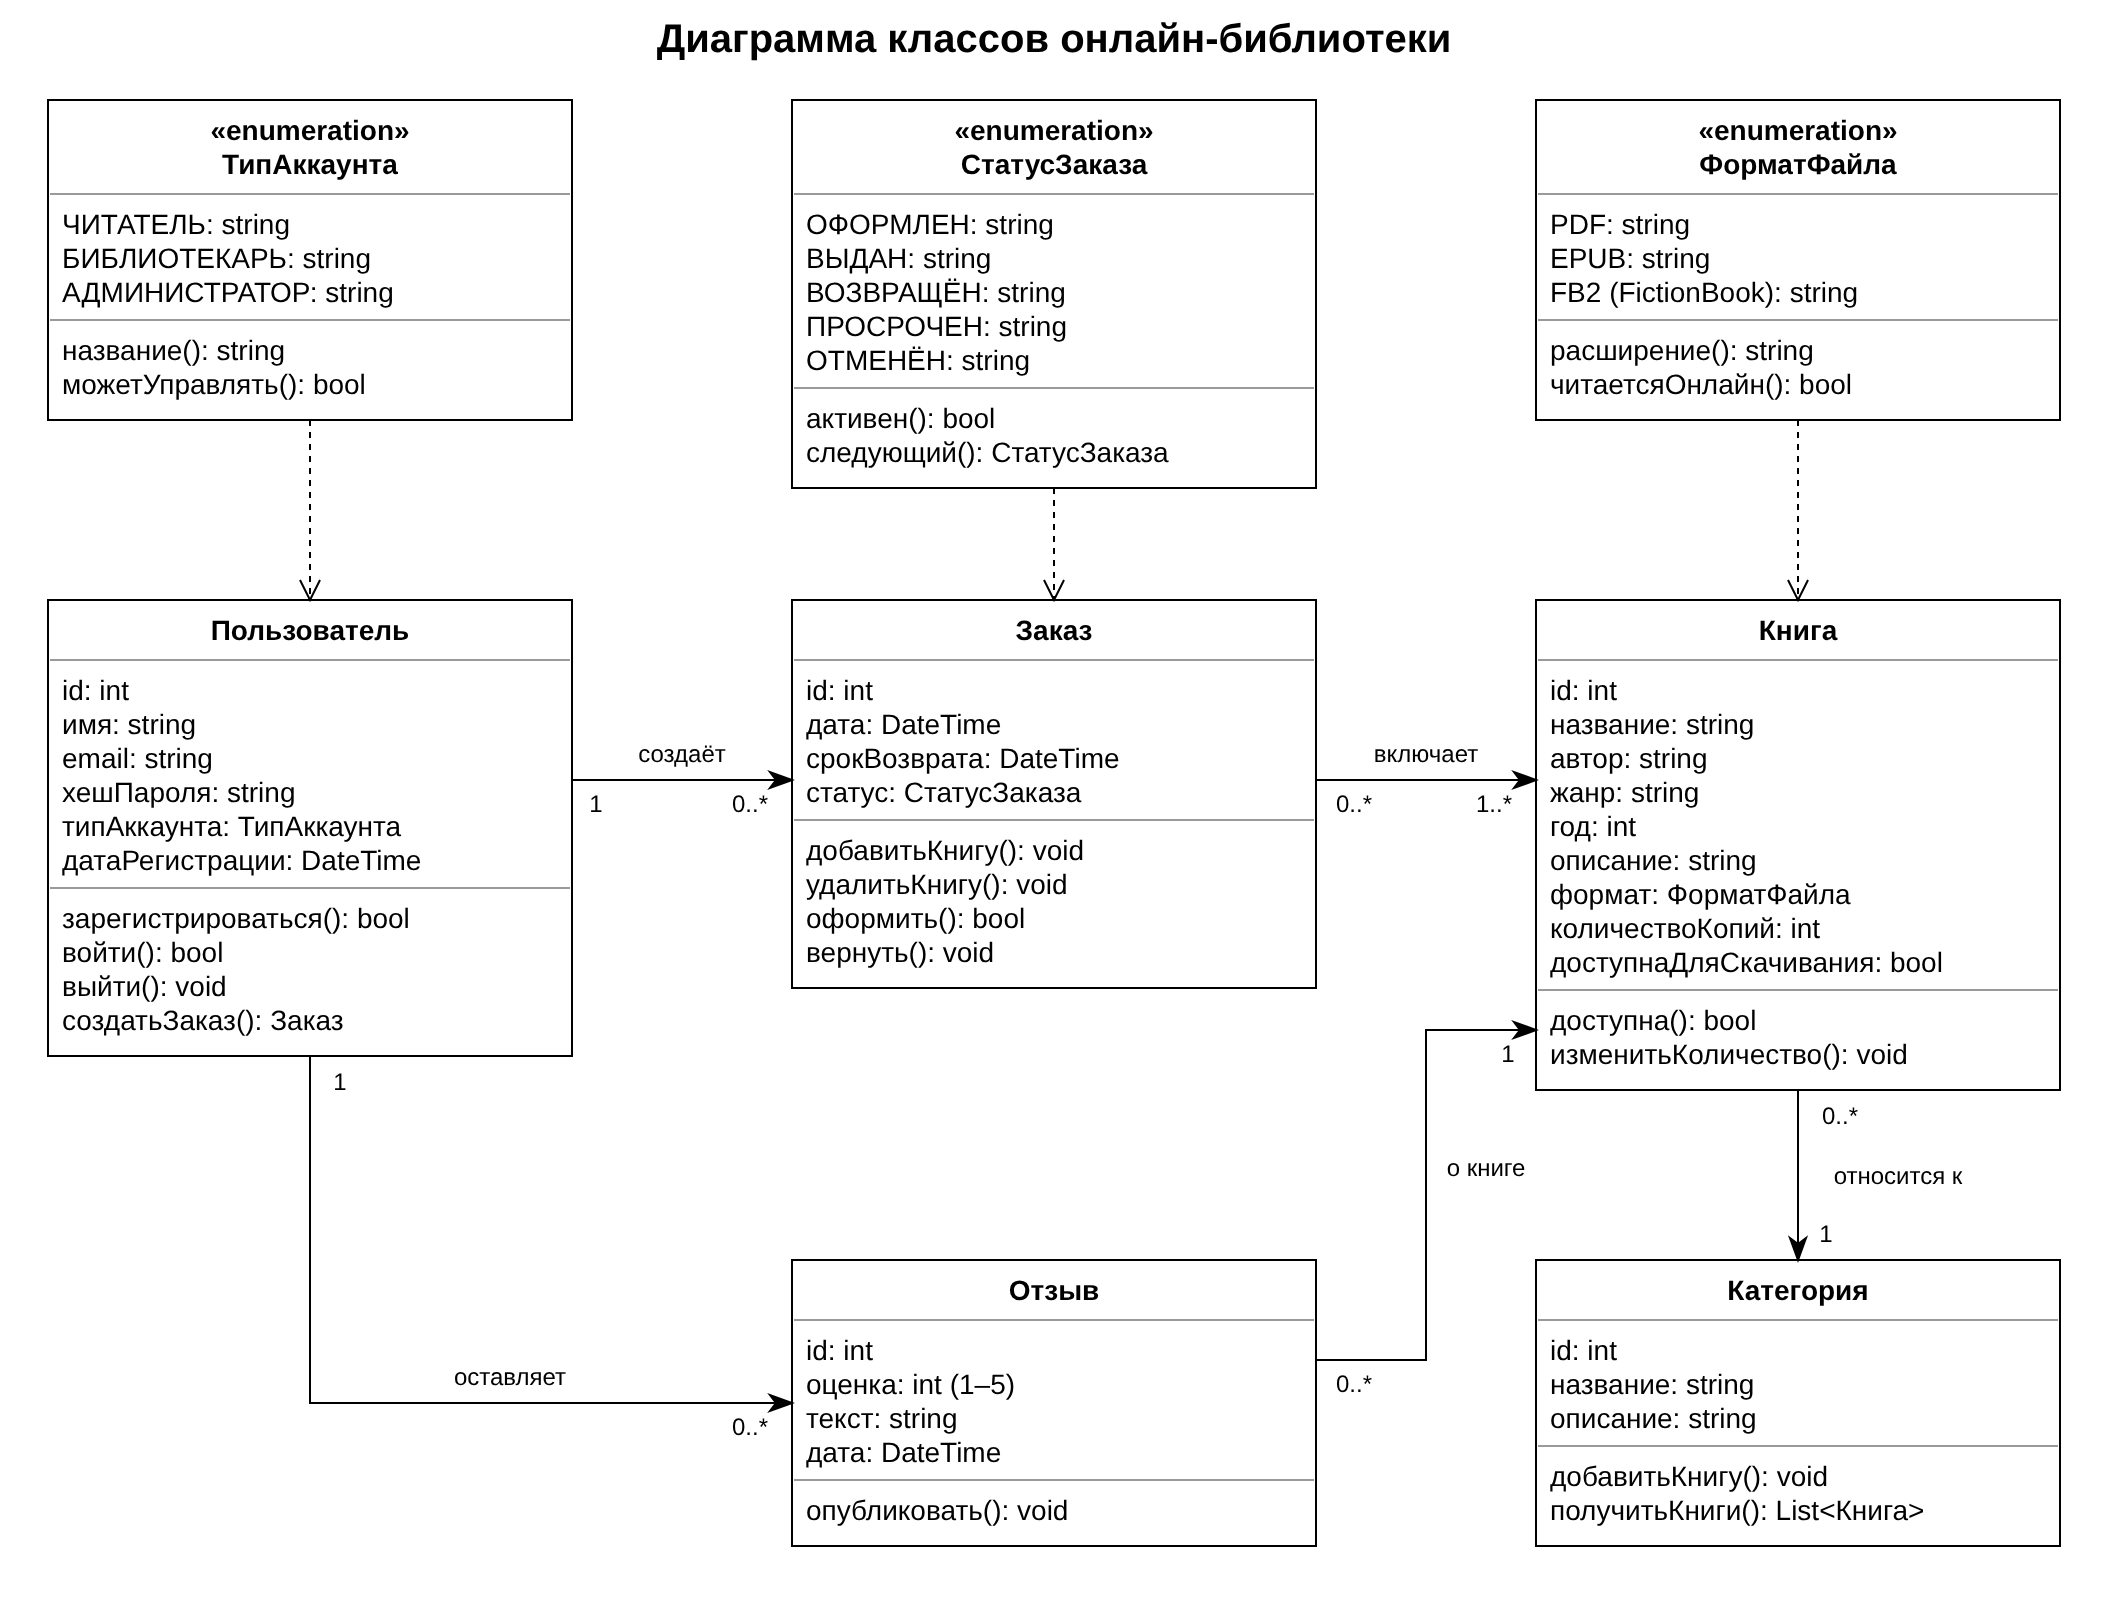 Диаграмма классов онлайн-библиотеки
«enumeration»
ТипАккаунта
ЧИТАТЕЛЬ: string
БИБЛИОТЕКАРЬ: string
АДМИНИСТРАТОР: string
название(): string
можетУправлять(): bool
«enumeration»
СтатусЗаказа
ОФОРМЛЕН: string
ВЫДАН: string
ВОЗВРАЩЁН: string
ПРОСРОЧЕН: string
ОТМЕНЁН: string
активен(): bool
следующий(): СтатусЗаказа
«enumeration»
ФорматФайла
PDF: string
EPUB: string
FB2 (FictionBook): string
расширение(): string
читаетсяОнлайн(): bool
Пользователь
id: int
имя: string
email: string
хешПароля: string
типАккаунта: ТипАккаунта
датаРегистрации: DateTime
зарегистрироваться(): bool
войти(): bool
выйти(): void
создатьЗаказ(): Заказ
создаёт
1
0..*
Заказ
id: int
дата: DateTime
срокВозврата: DateTime
статус: СтатусЗаказа
добавитьКнигу(): void
удалитьКнигу(): void
оформить(): bool
вернуть(): void
включает
0..*
1..*
Книга
id: int
название: string
автор: string
жанр: string
год: int
описание: string
формат: ФорматФайла
количествоКопий: int
доступнаДляСкачивания: bool
доступна(): bool
изменитьКоличество(): void
1
оставляет
0..*
Отзыв
id: int
оценка: int (1–5)
текст: string
дата: DateTime
опубликовать(): void
1
о книге
0..*
0..*
относится к
1
Категория
id: int
название: string
описание: string
добавитьКнигу(): void
получитьКниги(): List<Книга>